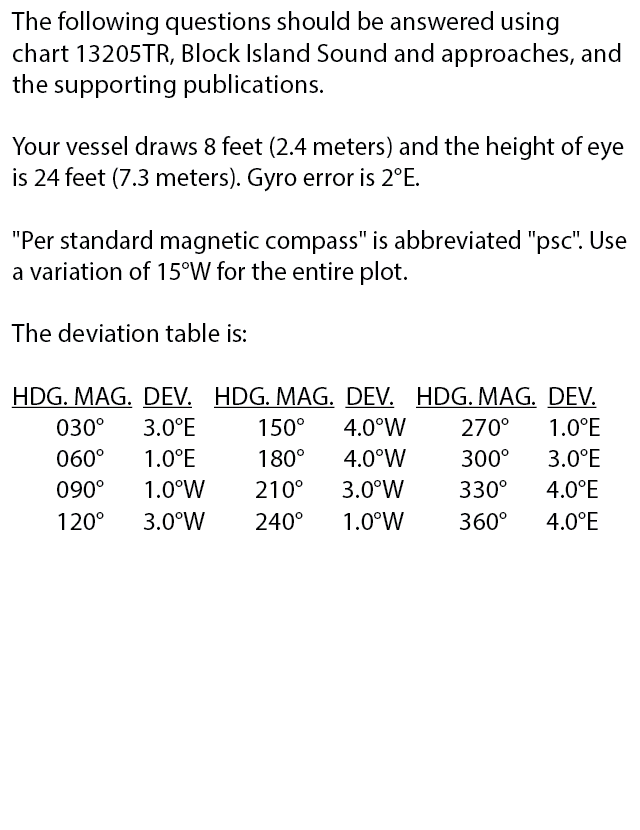 The following questions should be answered using
chart 13205TR, Block Island Sound and approaches, and
the supporting publications.
Your vessel draws 8 feet (2.4 meters) and the height of eye
is 24 feet (7.3 meters). Gyro error is 2°E.
"Per standard magnetic compass" is abbreviated "psc". Use
a variation of 15°W for the entire plot.
The deviation table is:
HDG. MAG. DEV. HDG. MAG. DEV. HDG. MAG. DEV.
030° 3.0°E 150° 4.0°W 270° 1.0°E
060° 1.0°E 180° 4.0°W 300° 3.0°E
090° 1.0°W 210° 3.0°W 330° 4.0°E
120° 3.0°W 240° 1.0°W 360° 4.0°E